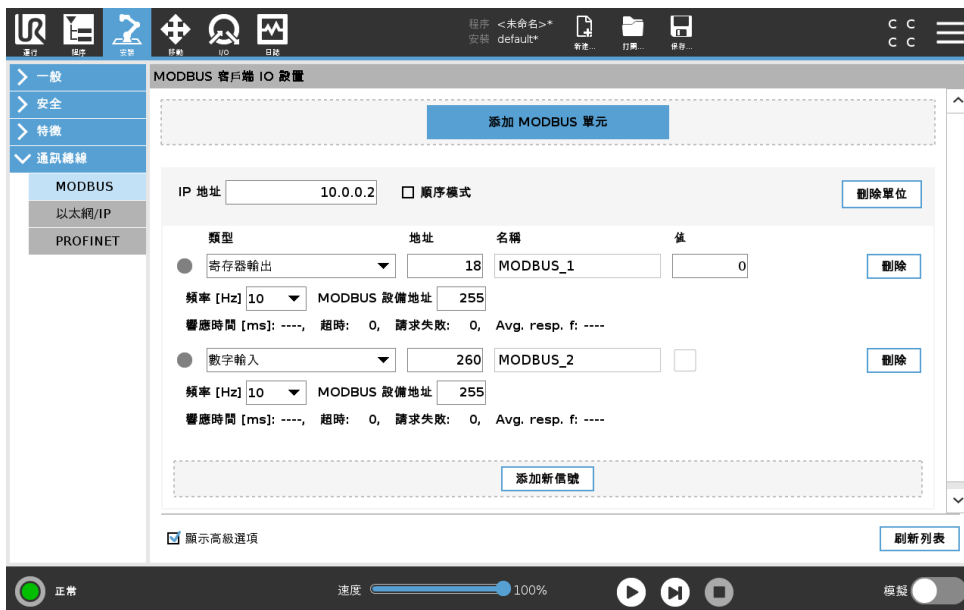 UR
運行 I/O 程序 安裝 移動 I/O 日誌
程序 <未命名>*
安裝 default*
新建... 打開... 保存...
C C
C C
一般
安全
特徵
通訊總線
MODBUS
以太網/IP
PROFINET
MODBUS 客戶端 IO 設置
添加 MODBUS 單元
IP 地址 10.0.0.2 順序模式 刪除單位
類型 地址 名稱 值
寄存器輸出 18 MODBUS_1 0 刪除
頻率 [Hz] 10 MODBUS 設備地址 255
響應時間 [ms]: ----, 超時: 0, 請求失敗: 0, Avg. resp. f: ----
數字輸入 260 MODBUS_2 刪除
頻率 [Hz] 10 MODBUS 設備地址 255
響應時間 [ms]: ----, 超時: 0, 請求失敗: 0, Avg. resp. f: ----
添加新信號
顯示高級選項 刷新列表
正常 速度 100% 模擬